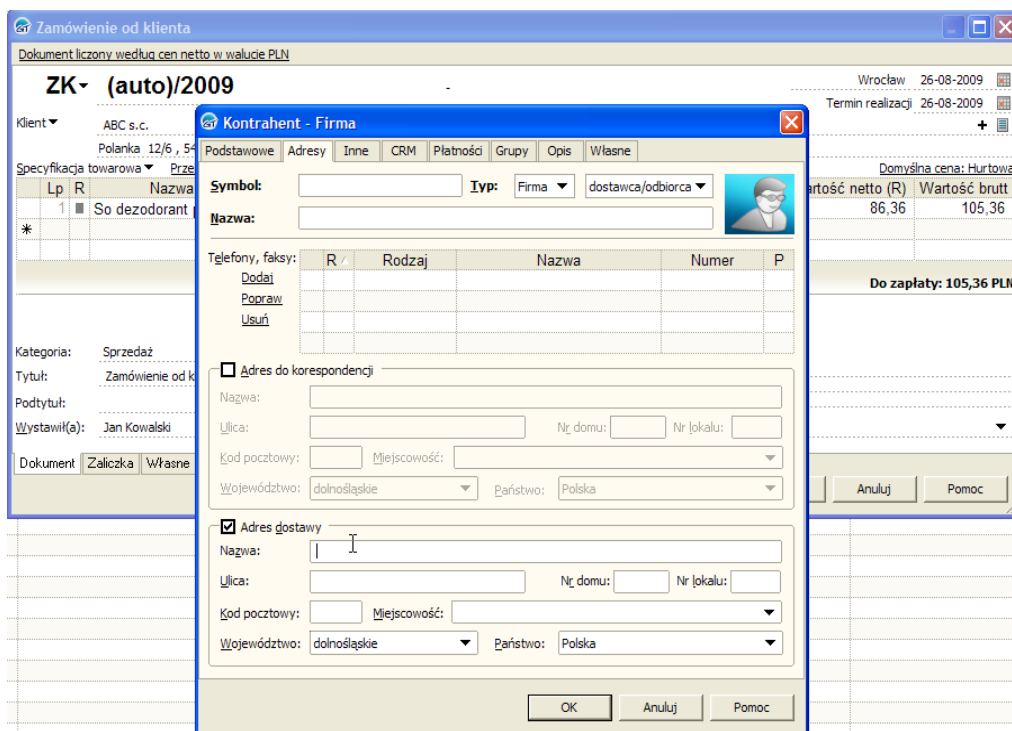 Zamówienie od klienta
Dokument liczony według cen netto w walucie PLN
ZK (auto)/2009 -
Wrocław 26-08-2009
Termin realizacji 26-08-2009
Klient ABC s.c.
Polanka 12/6 , 54
Specyfikacja towarowa Prze Domyślna cena: Hurtowa
Lp R Nazwa artość netto (R) Wartość brutt
1 So dezodorant p 86,36 105,36
*
Do zapłaty: 105,36 PLN
Kategoria: Sprzedaż
Tytuł: Zamówienie od k
Podtytuł:
Wystawił(a): Jan Kowalski
Dokument Zaliczka Własne
Anuluj Pomoc
Kontrahent - Firma
Podstawowe Adresy Inne CRM Płatności Grupy Opis Własne
Symbol: Typ: Firma dostawca/odbiorca
Nazwa:
Telefony, faksy: R Rodzaj Nazwa Numer P
Dodaj
Popraw
Usuń
Adres do korespondencji
Nazwa:
Ulica: Nr domu: Nr lokalu:
Kod pocztowy: Miejscowość:
Województwo: dolnośląskie Państwo: Polska
Adres dostawy
Nazwa:
Ulica: Nr domu: Nr lokalu:
Kod pocztowy: Miejscowość:
Województwo: dolnośląskie Państwo: Polska
OK Anuluj Pomoc